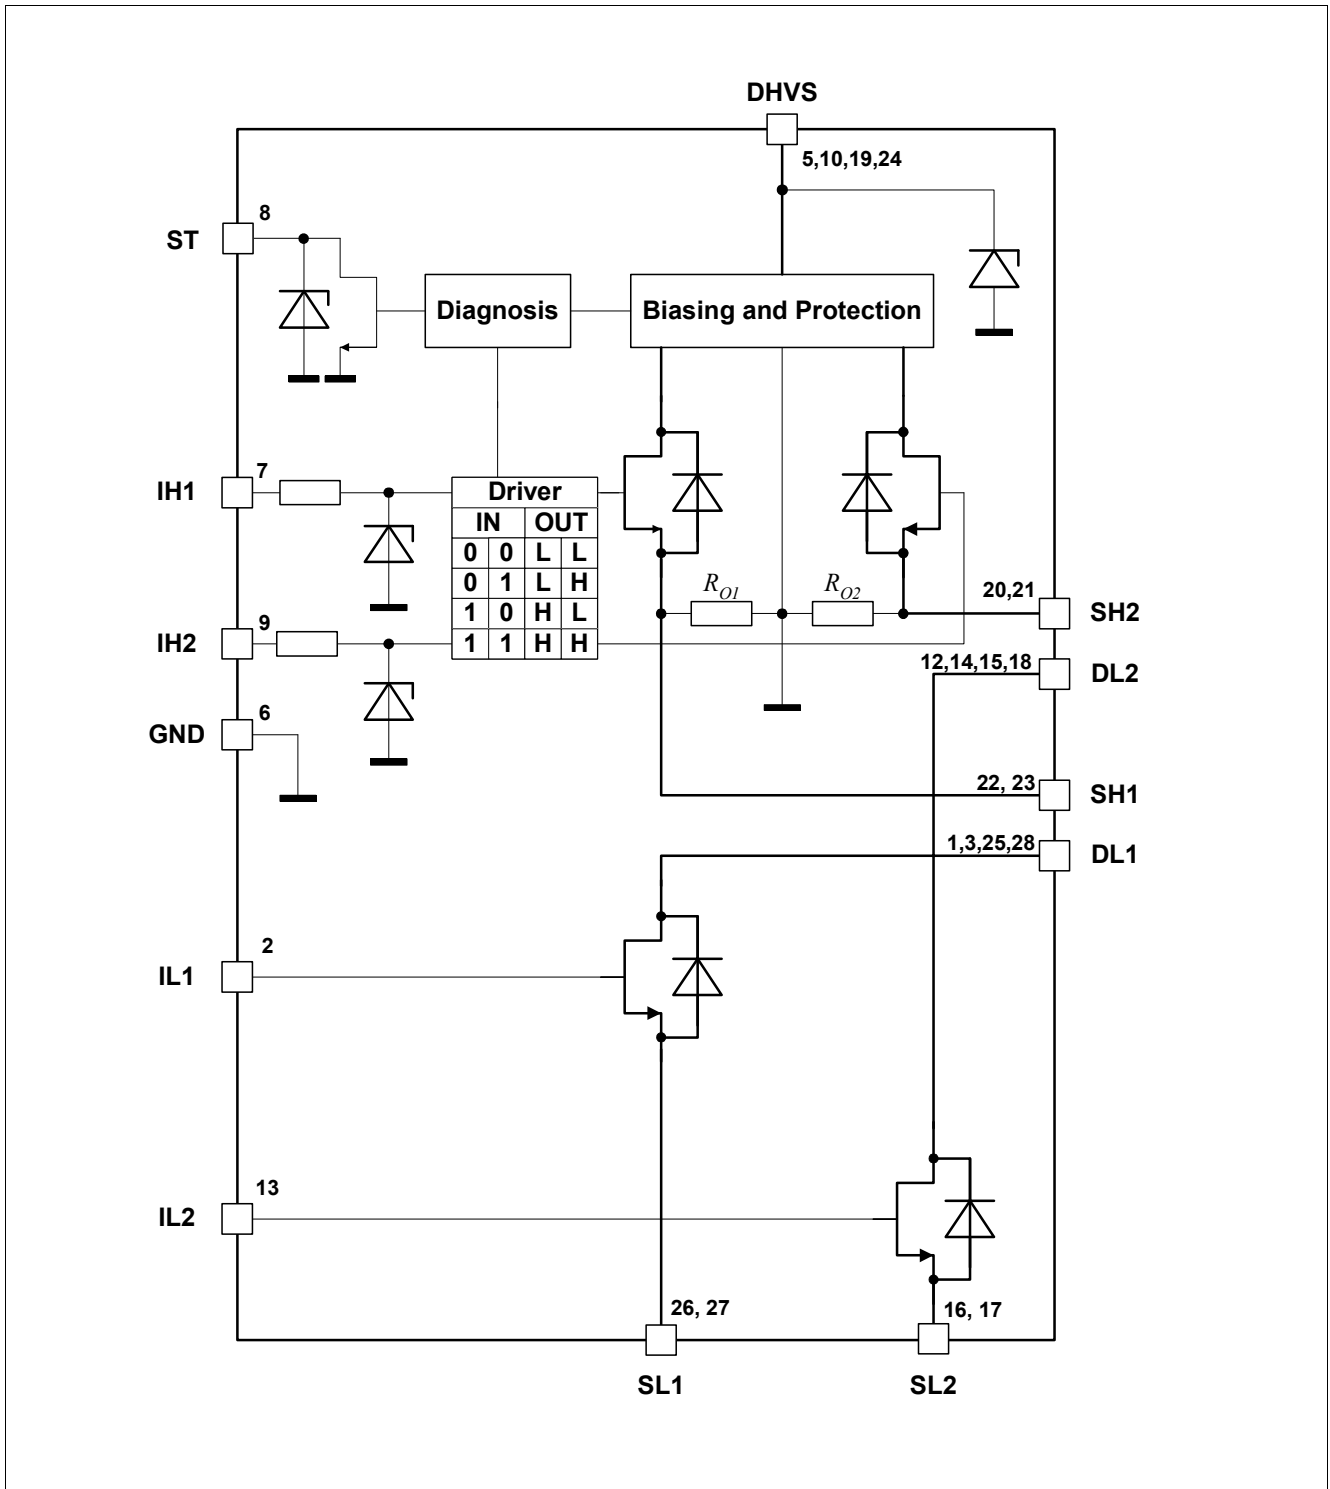 DHVS
5,10,19,24
8
ST
Diagnosis
Biasing and Protection
7
IH1
Driver
IN OUT
0 0 L L
0 1 L H
1 0 H L
1 1 H H
RO1
RO2
20,21
SH2
9
IH2
12,14,15,18
DL2
6
GND
22, 23
SH1
1,3,25,28
DL1
2
IL1
13
IL2
26, 27
16, 17
SL1
SL2